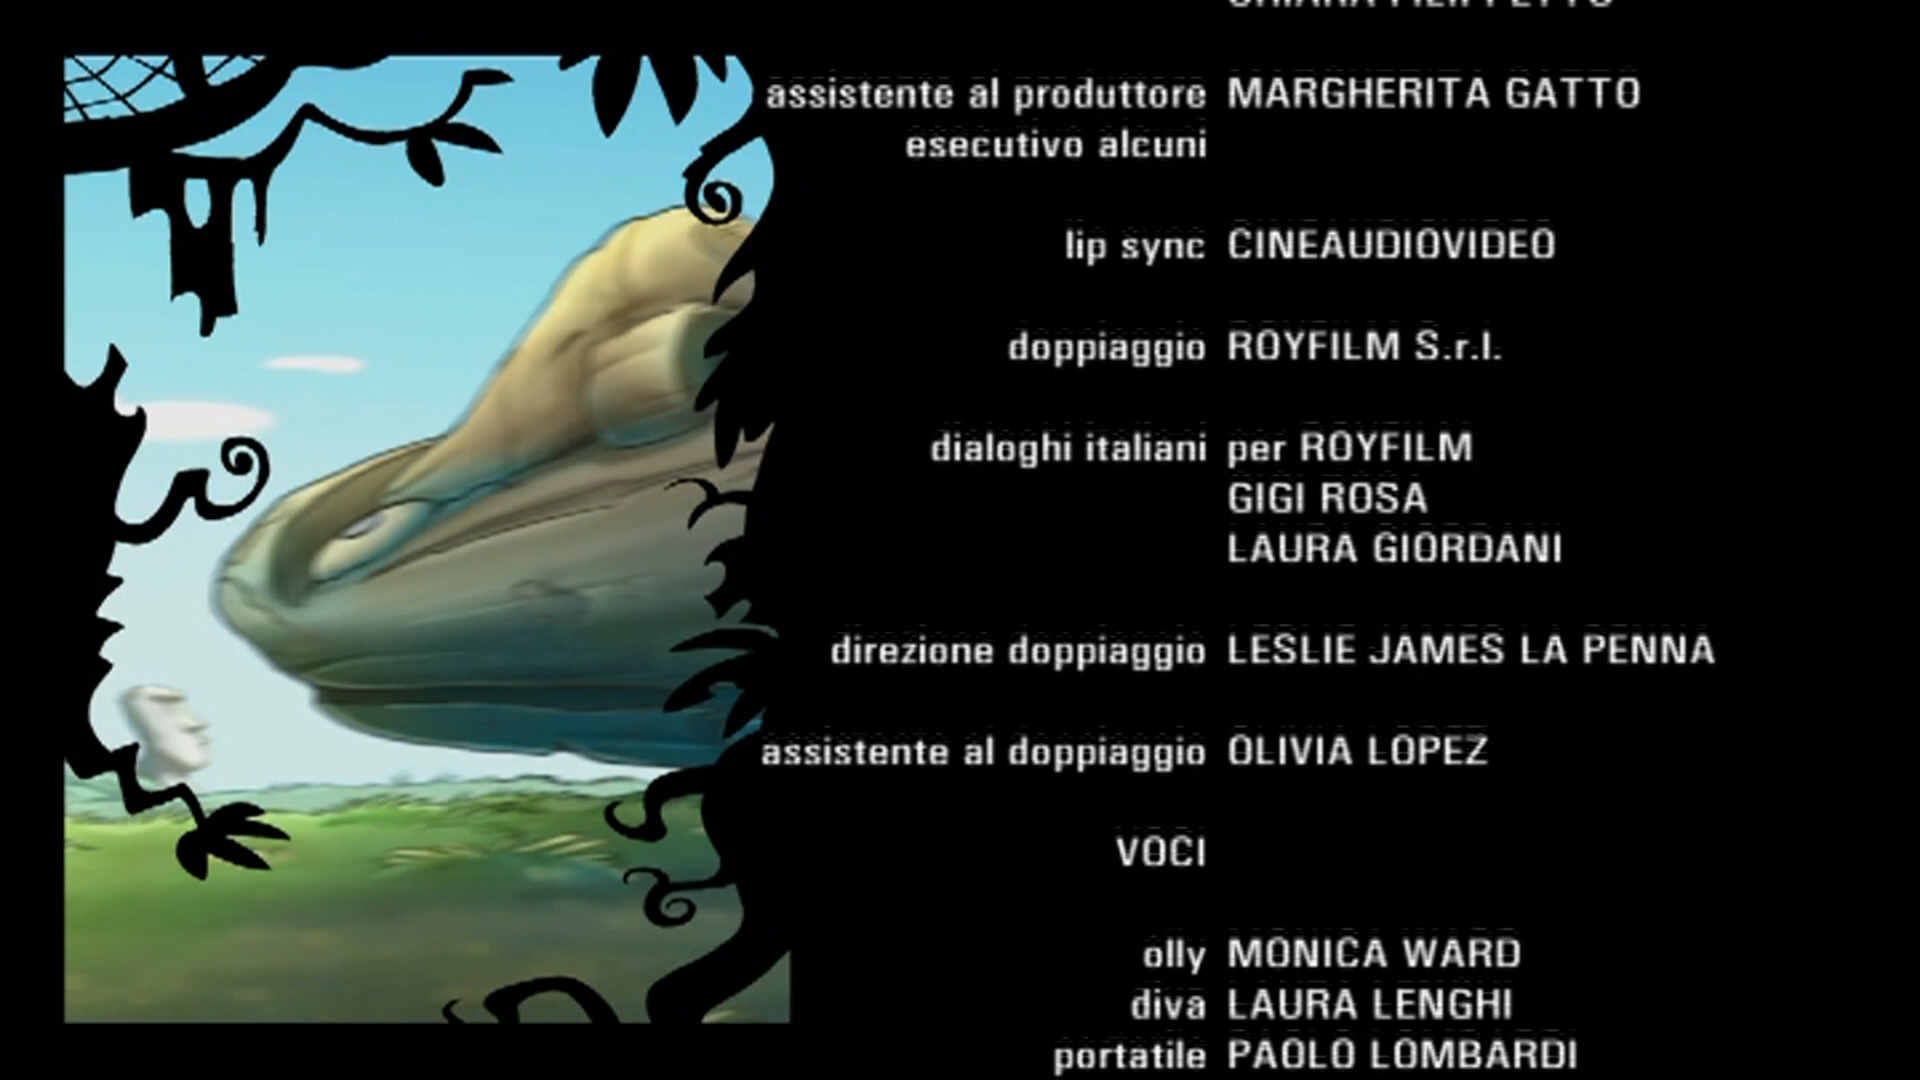 assistente al produttore MARGHERITA GATTO
esecutivo alcuni
lip sync CINEAUDIOVIDEO
doppiaggio ROYFILM S.r.l.
dialoghi italiani per ROYFILM
GIGI ROSA
LAURA GIORDANI
direzione doppiaggio LESLIE JAMES LA PENNA
assistente al doppiaggio OLIVIA LOPEZ
VOCI
olly MONICA WARD
diva LAURA LENGHI
portatile PAOLO LOMBARDI